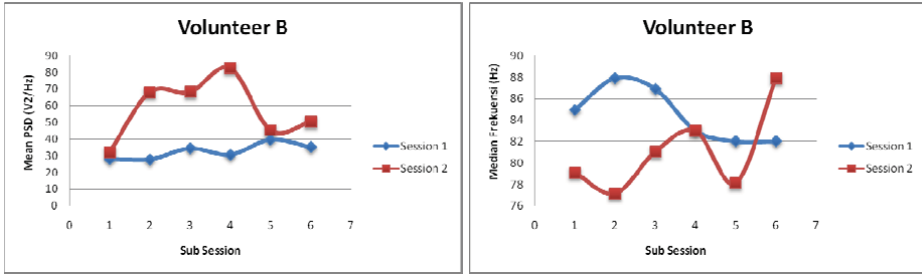 Volunteer B
Mean PSD (V2/Hz)
90
80
70
60
50
40
30
20
10
0
0 1 2 3 4 5 6 7
Sub Session
Session 1
Session 2
Volunteer B
Median Frekuensi (Hz)
90
88
86
84
82
80
78
76
0 1 2 3 4 5 6 7
Sub Session
Session 1
Session 2